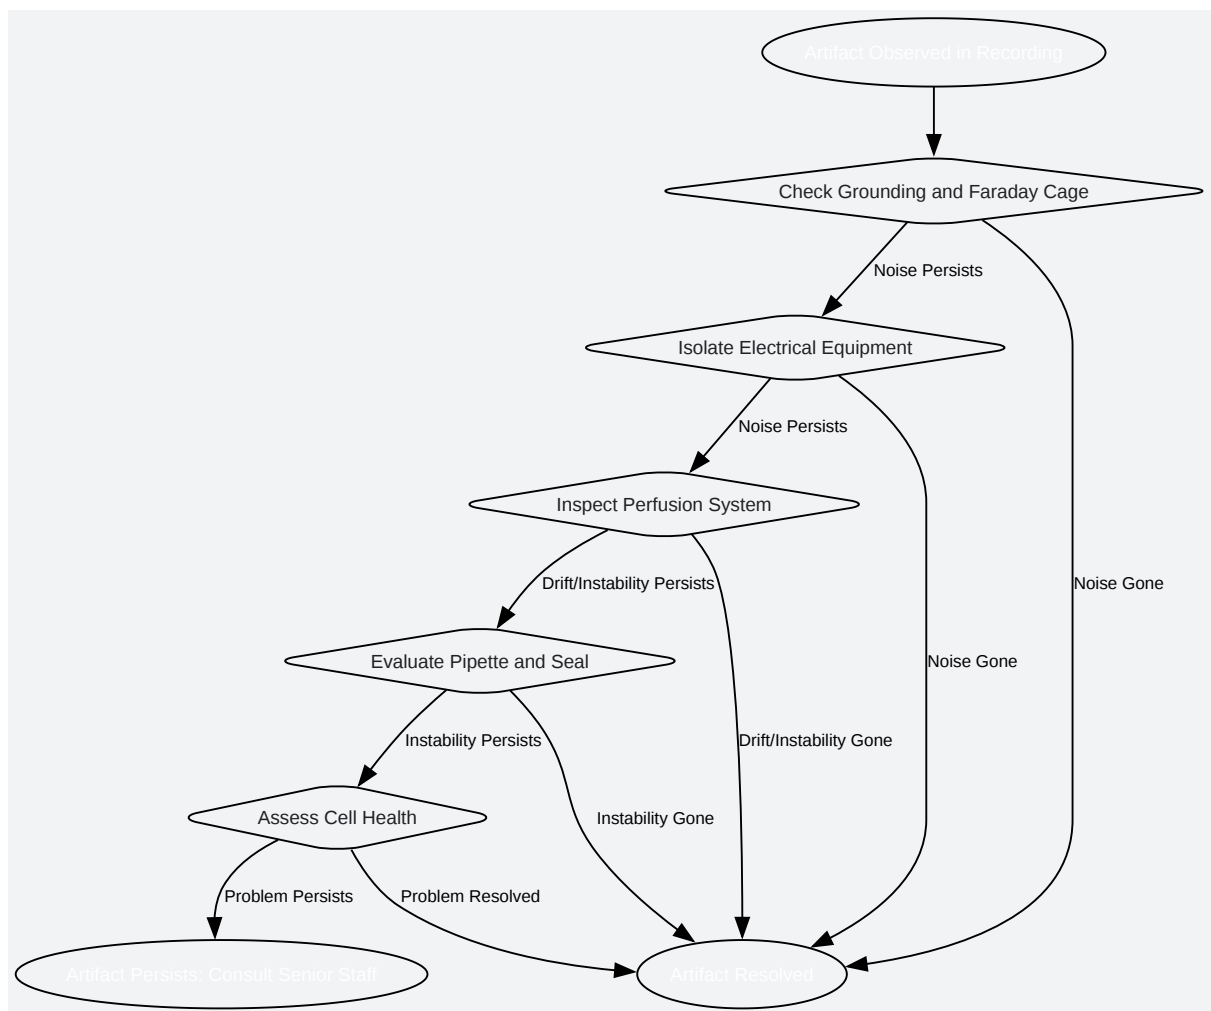 Artifact Observed in Recording
Check Grounding and Faraday Cage
Noise Persists
Isolate Electrical Equipment
Noise Persists
Inspect Perfusion System
Drift/Instability Persists
Noise Gone
Evaluate Pipette and Seal
Noise Gone
Instability Persists
Drift/Instability Gone
Assess Cell Health
Instability Gone
Problem Persists
Problem Resolved
Artifact Persists: Consult Senior Staff
Artifact Resolved